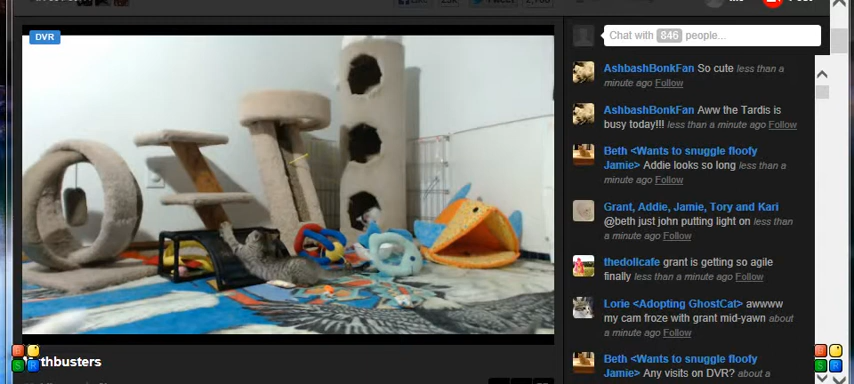 Tweet
Me
Post
DVR
Chat with 846 people...
AshbashBonkFan So cute less than a
minute ago Follow
AshbashBonkFan Aww the Tardis is
busy today!!! less than a minute ago Follow
Beth <Wants to snuggle floofy
Jamie> Addie looks so long less than a
minute ago Follow
Grant, Addie, Jamie, Tory and Kari
@beth just john putting light on less than
a minute ago Follow
thedollcafe grant is getting so agile
finally less than a minute ago Follow
Lorie <Adopting GhostCat> awwww
my cam froze with grant mid-yawn about
a minute ago Follow
Beth <Wants to snuggle floofy
Jamie> Any visits on DVR? about a
thbusters
B
S R
B
S R